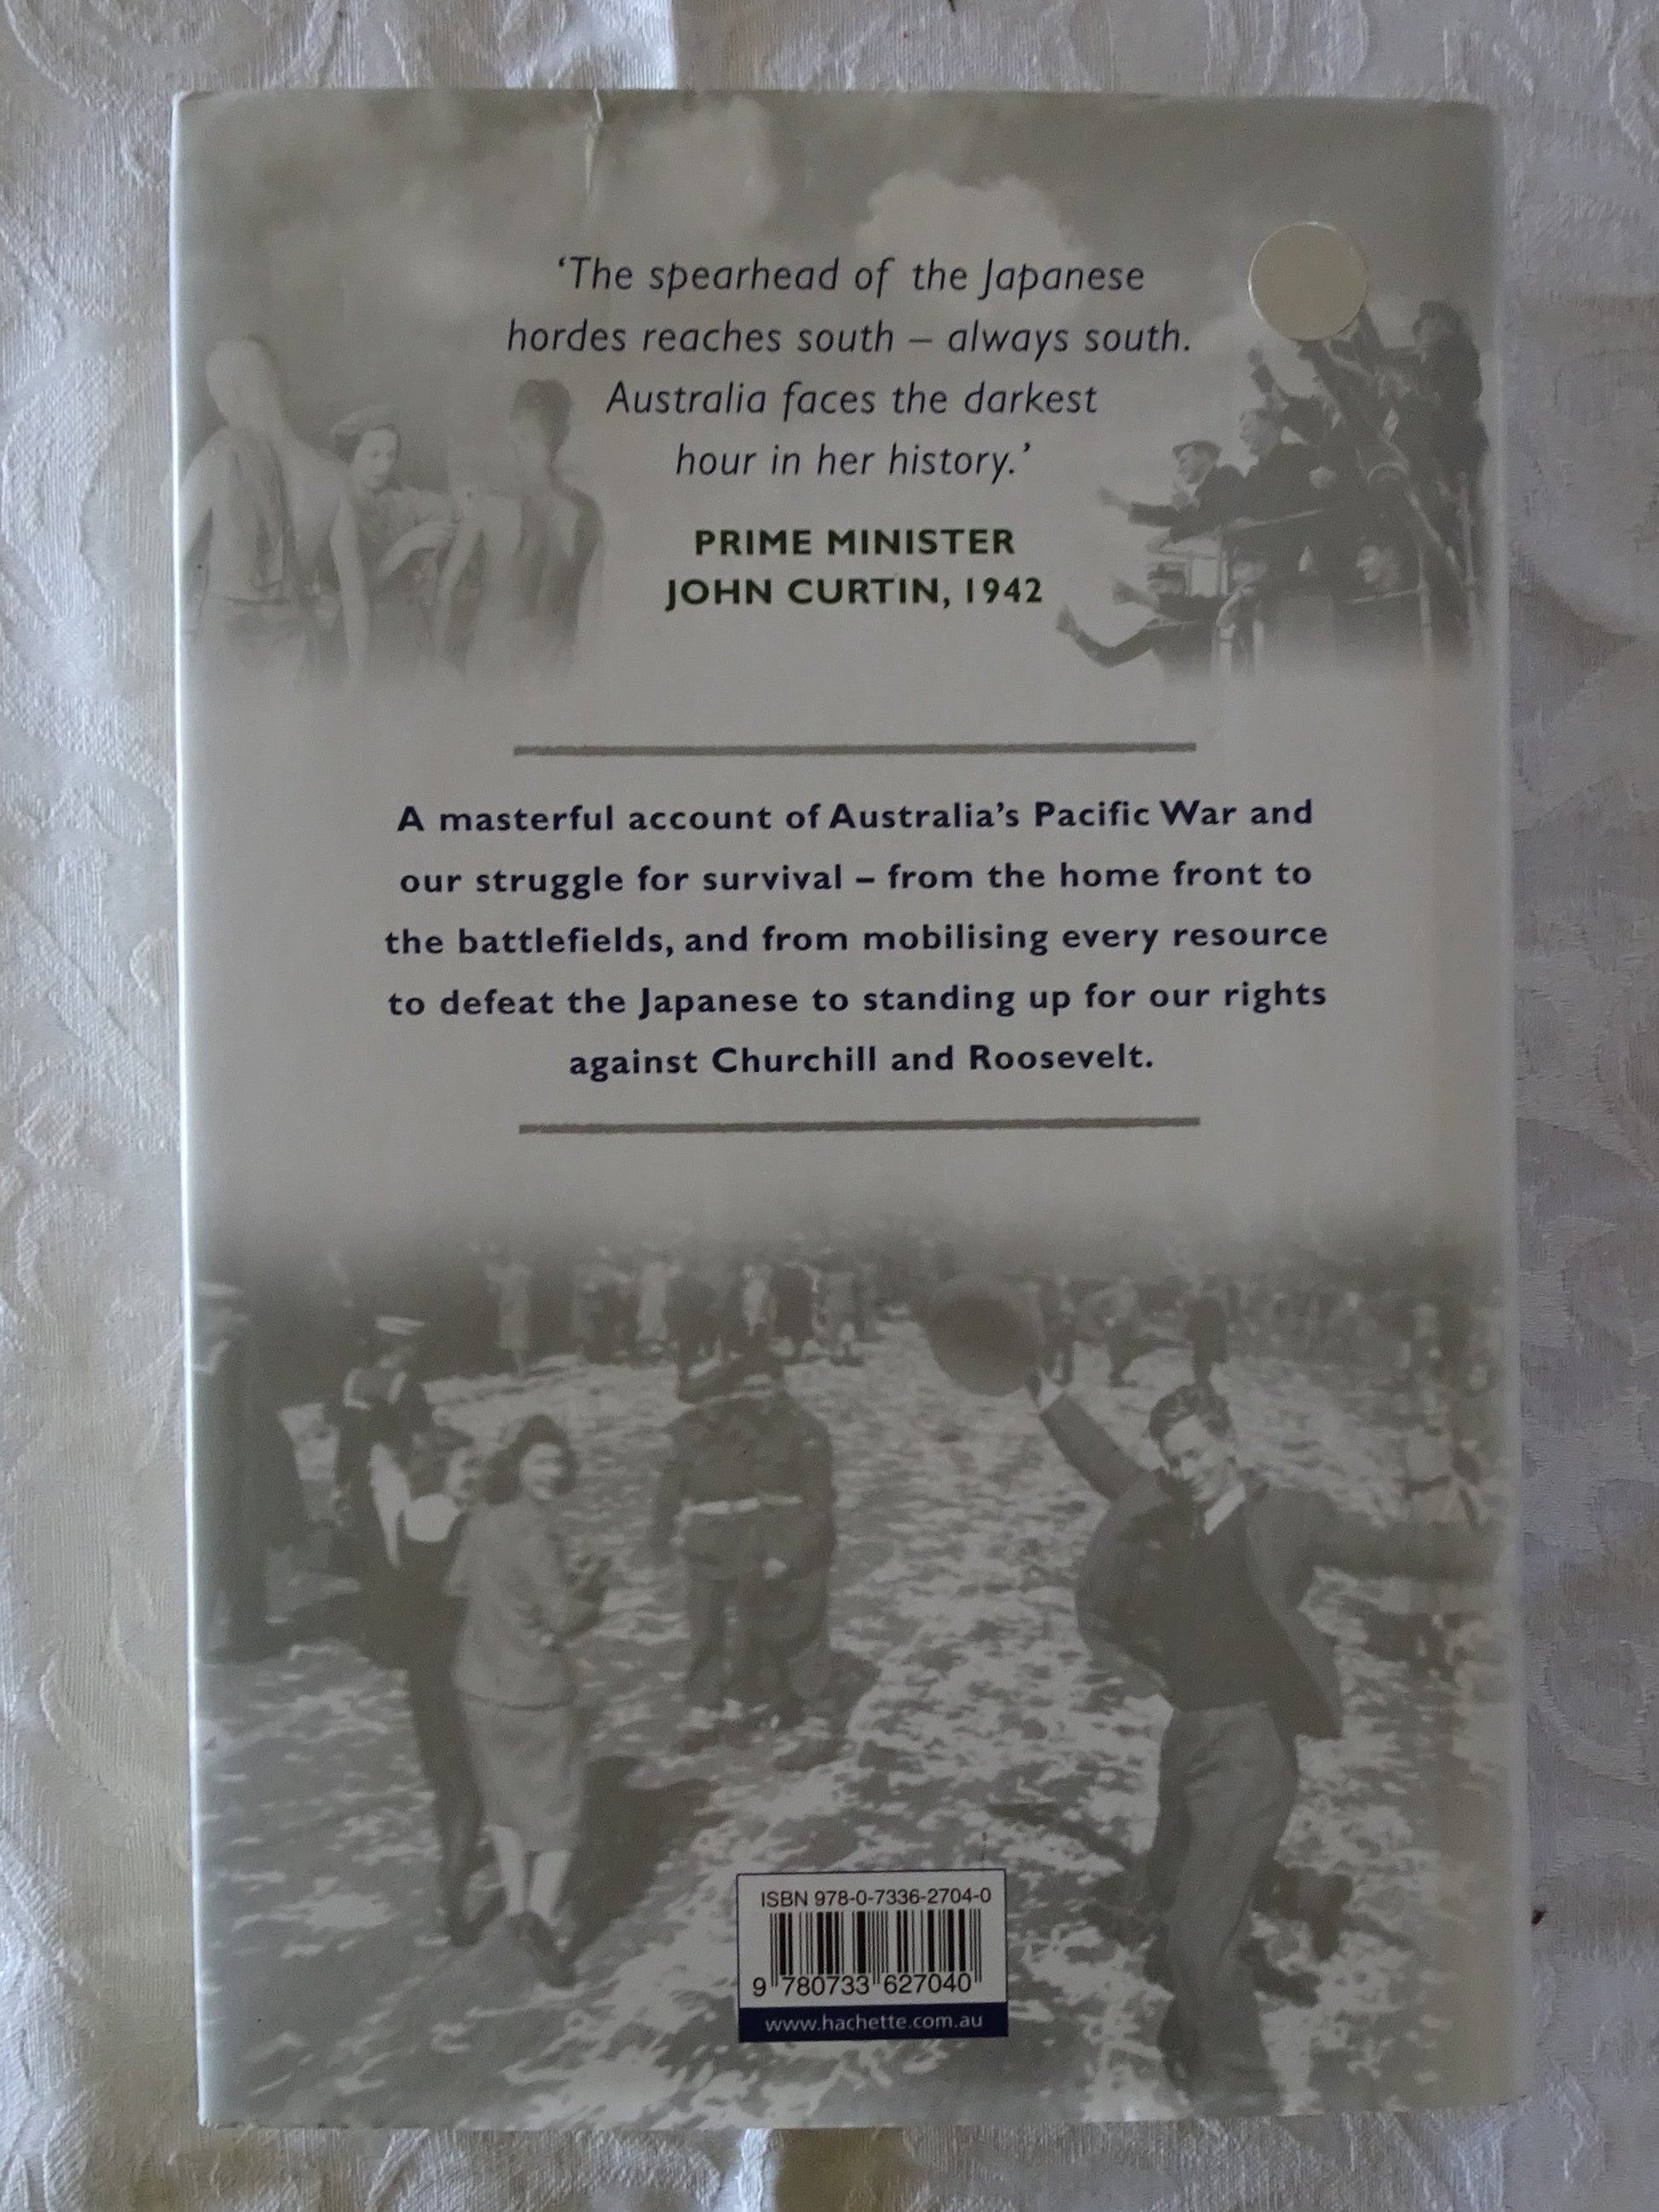 ‘The spearhead of the Japanese
hordes reaches south – always south.
Australia faces the darkest
hour in her history.’
PRIME MINISTER
JOHN CURTIN, 1942
A masterful account of Australia’s Pacific War and
our struggle for survival – from the home front to
the battlefields, and from mobilising every resource
to defeat the Japanese to standing up for our rights
against Churchill and Roosevelt.
ISBN 978-0-7336-2704-0
9 780733 627040
www.hachette.com.au